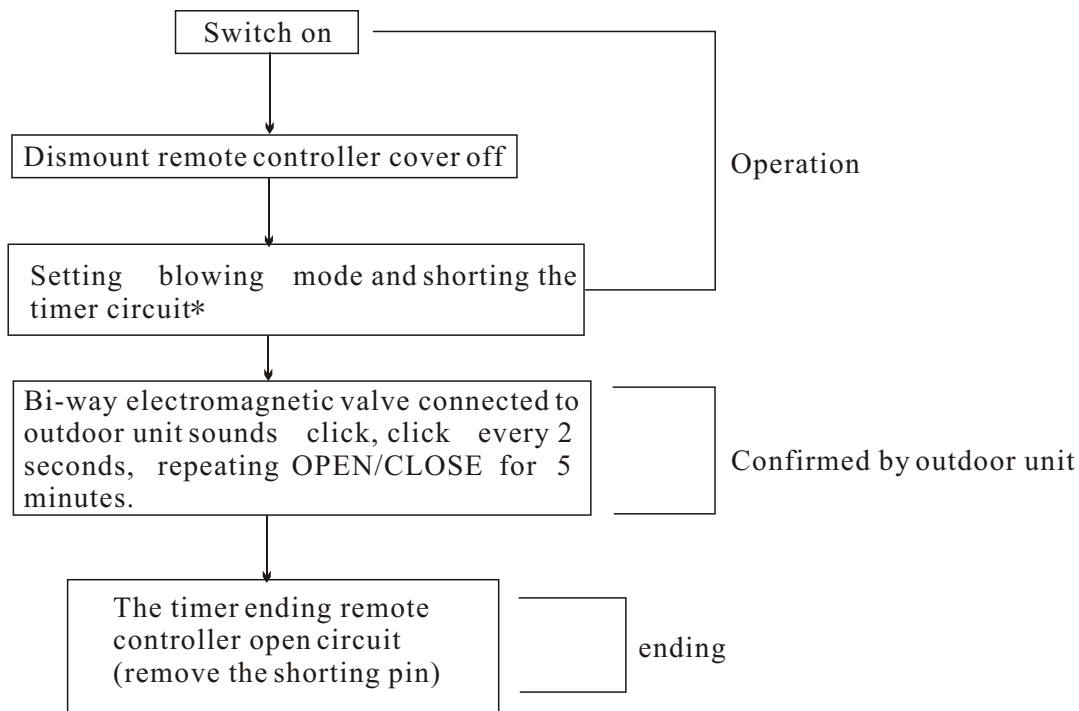 Switch on
Dismount remote controller cover off
Operation
Setting blowing mode and shorting the
timer circuit*
Bi-way electromagnetic valve connected to
outdoor unit sounds click, click every 2
seconds, repeating OPEN/CLOSE for 5
minutes.
Confirmed by outdoor unit
The timer ending remote
controller open circuit
(remove the shorting pin)
ending